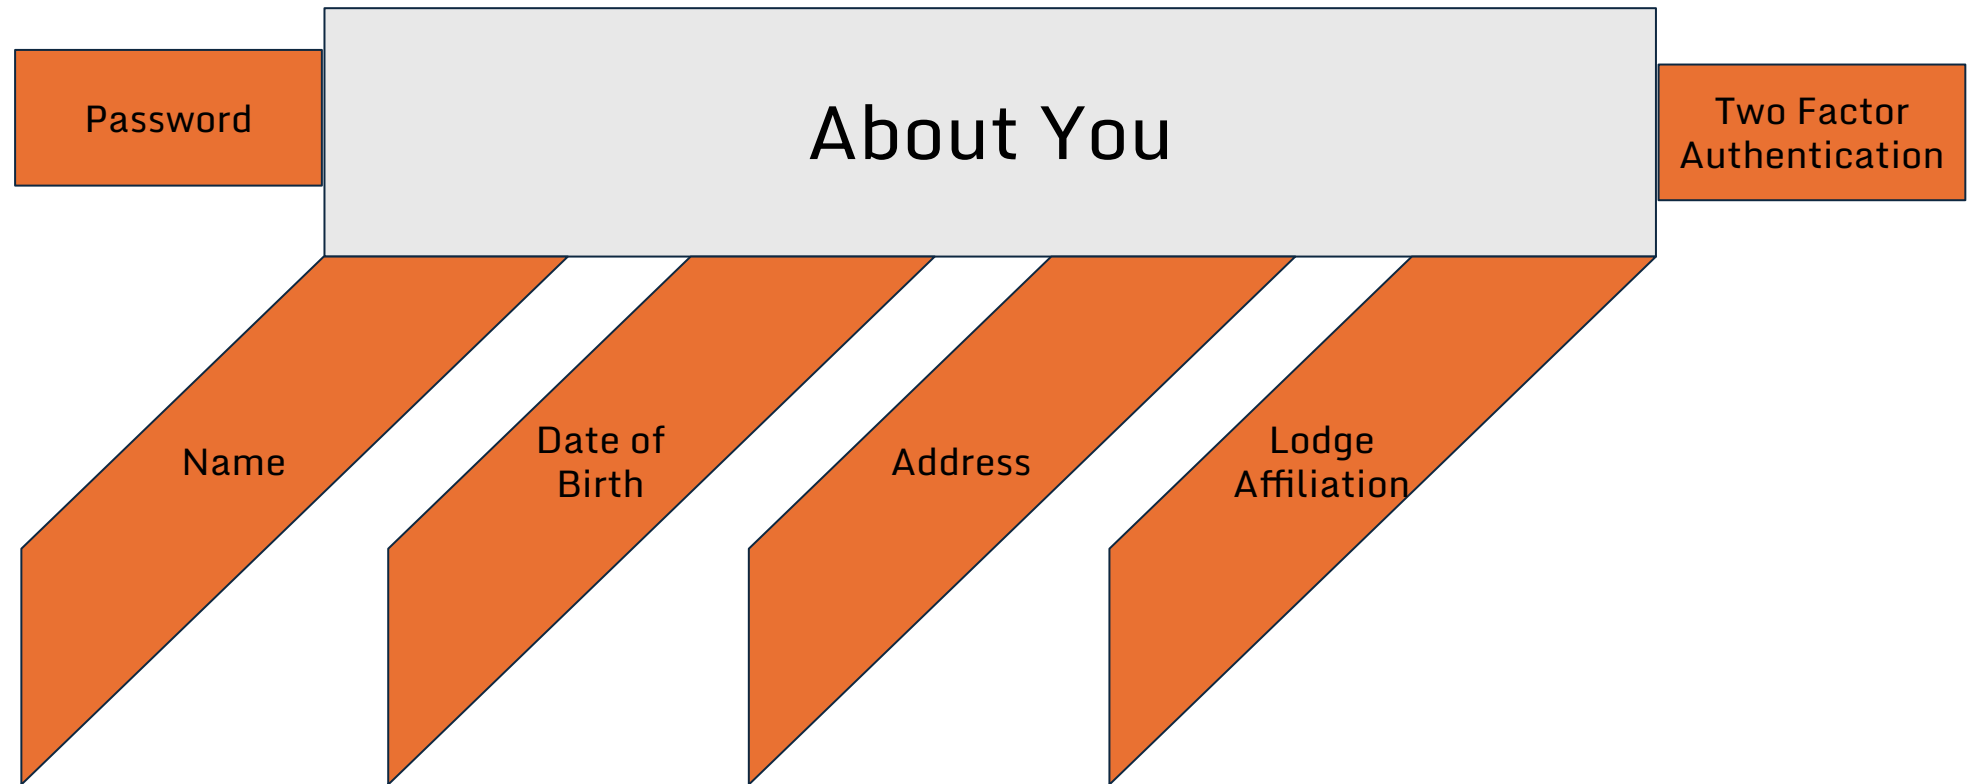 Password
About You
Two Factor
Authentication
Name
Date of
Birth
Address
Lodge
Affiliation